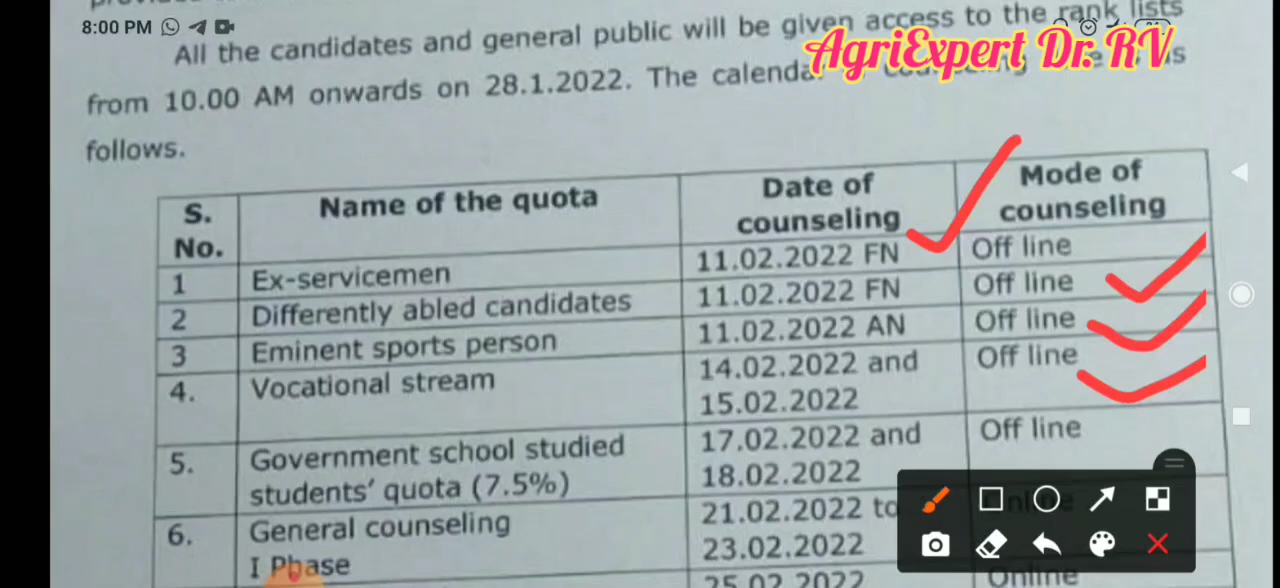 8:00 PM
All the candidates and general public will be given access to the rank lists
AgriExpert Dr. RV
from 10.00 AM onwards on 28.1.2022. The
follows.
S. No. Name of the quota Date of counseling Mode of counseling
1 Ex-servicemen 11.02.2022 FN Off line
2 Differently abled candidates 11.02.2022 FN Off line
3 Eminent sports person 11.02.2022 AN Off line
4. Vocational stream 14.02.2022 and 15.02.2022 Off line
5. Government school studied students' quota (7.5%) 17.02.2022 and 18.02.2022 Off line
6. General counseling I Phase 21.02.2022 to 23.02.2022 Online
25.02.2022 Online